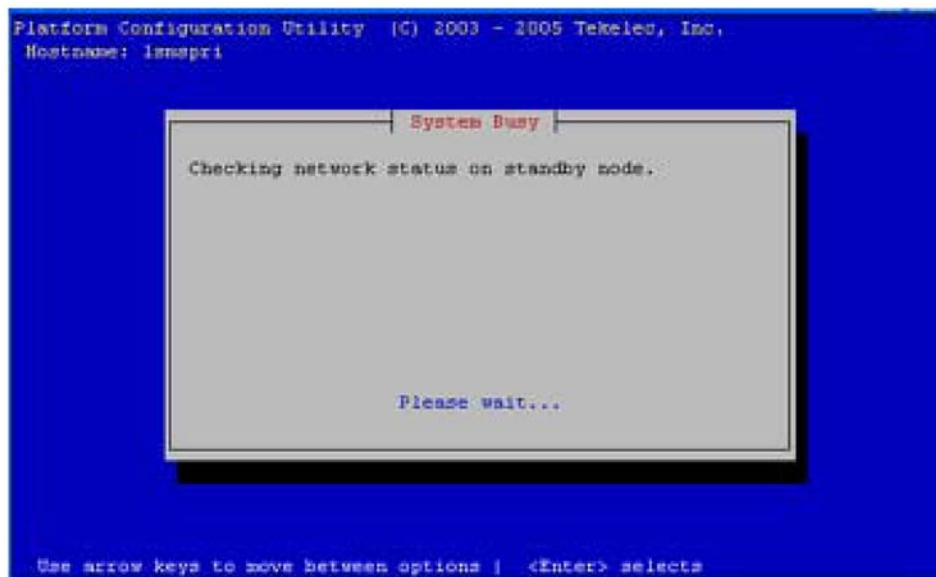 Platform Configuration Utility (C) 2003 - 2005 Tekelec, Inc.
Hostname: lsmspri
System Busy
Checking network status on standby node.
Please wait...
Use arrow keys to move between options | <Enter> selects